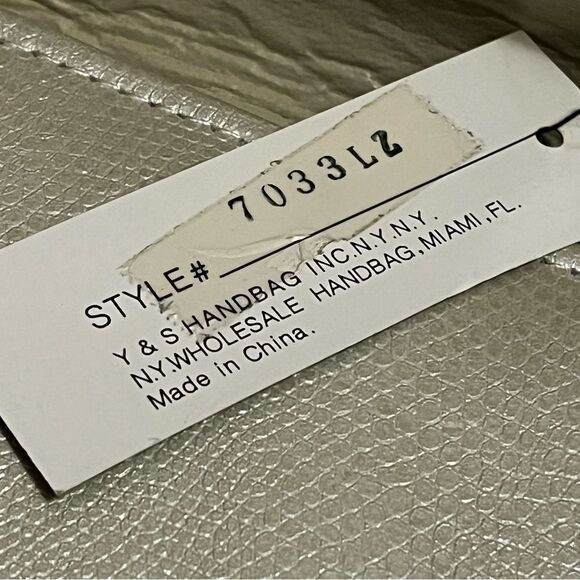 7033LZ
STYLE#
Y & S HANDBAG INC.N.Y.N.Y.
N.Y.WHOLESALE HANDBAG,MIAMI,FL.
Made in China.